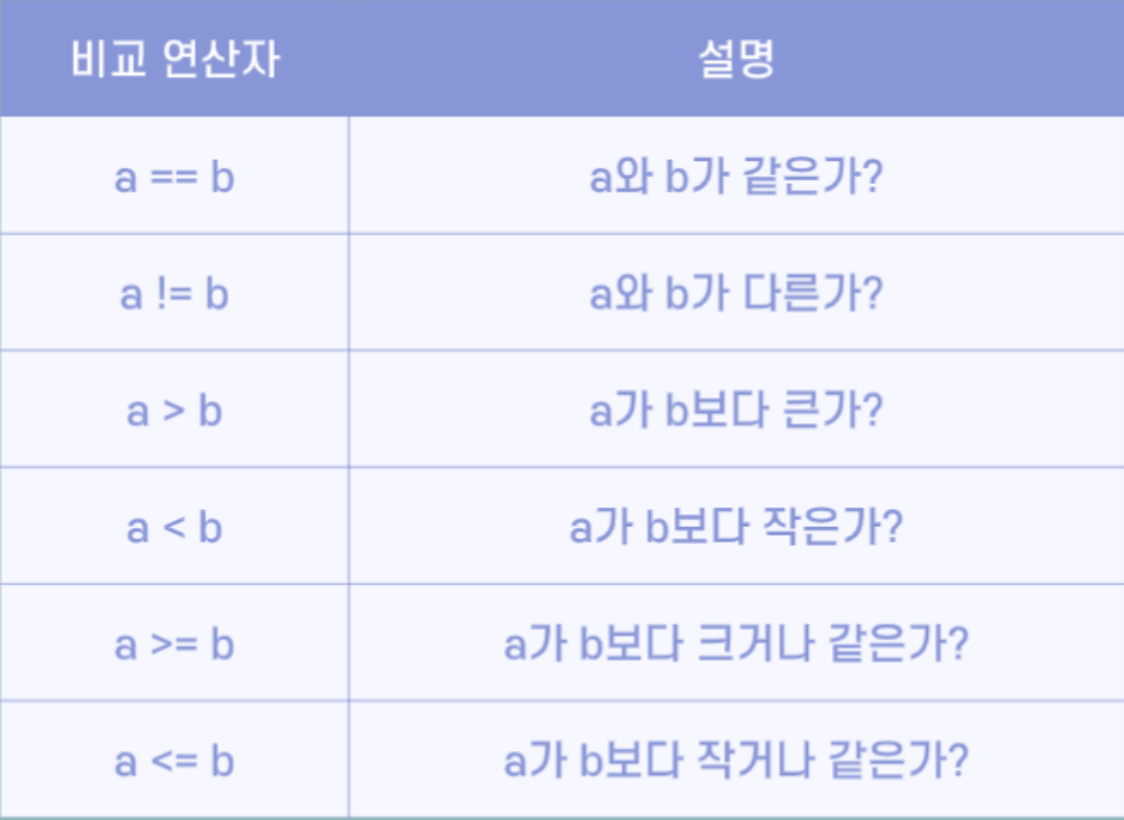 비교 연산자 설명
a == b a와 b가 같은가?
a != b a와 b가 다른가?
a > b a가 b보다 큰가?
a < b a가 b보다 작은가?
a >= b a가 b보다 크거나 같은가?
a <= b a가 b보다 작거나 같은가?